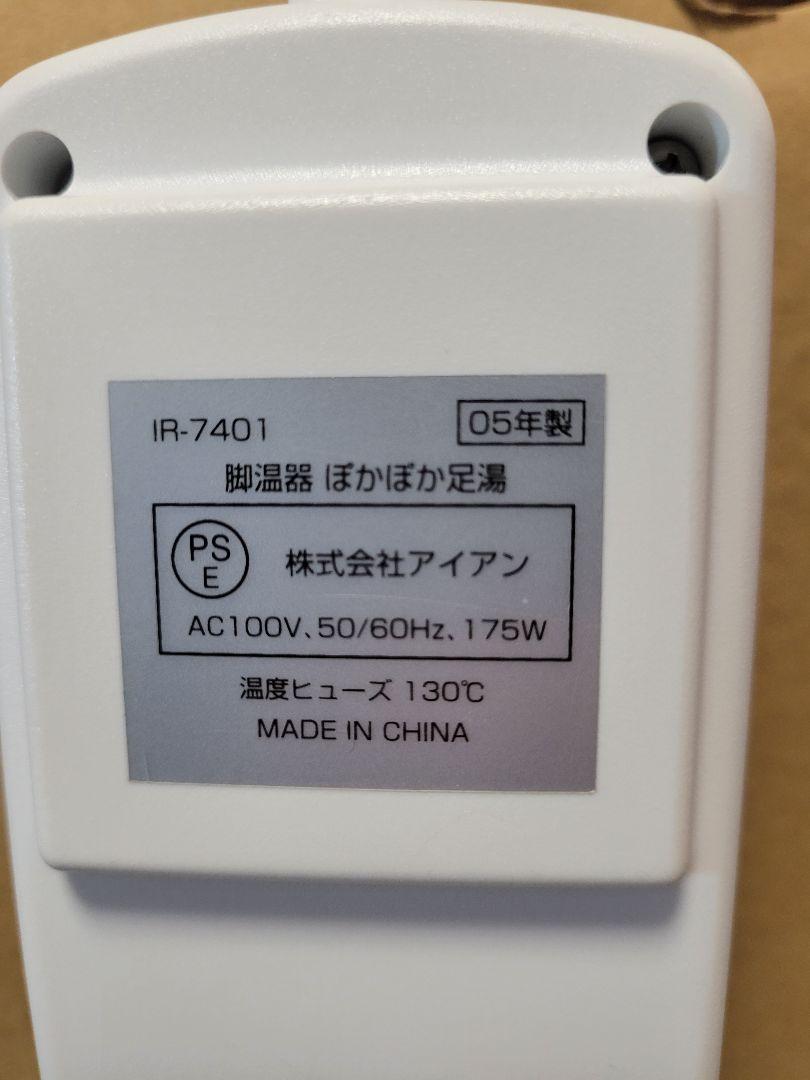 IR-7401 05年製
脚温器 ぽかぽか足湯
PS
E 株式会社アイアン
AC100V、50/60Hz、175W
温度ヒューズ 130℃
MADE IN CHINA